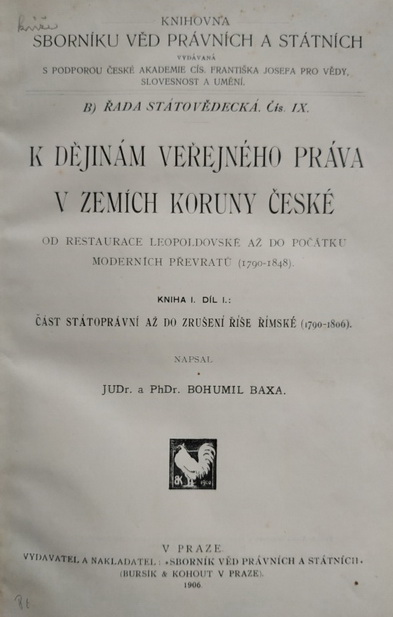 KNIHOVNA
SBORNÍKU VĚD PRÁVNÍCH A STÁTNÍCH
VYDÁVANÁ
S PODPOROU ČESKÉ AKADEMIE CÍS. FRANTIŠKA JOSEFA PRO VĚDY,
SLOVESNOST A UMĚNÍ.
B) ŘADA STÁTOVĚDECKÁ. Čís. IX.
K DĚJINÁM VEŘEJNÉHO PRÁVA
V ZEMÍCH KORUNY ČESKÉ
OD RESTAURACE LEOPOLDOVSKÉ AŽ DO POČÁTKU
MODERNÍCH PŘEVRATŮ (1790-1848).
KNIHA I. DÍL I.:
ČÁST STÁTOPRÁVNÍ AŽ DO ZRUŠENÍ ŘÍŠE ŘÍMSKÉ (1790-1806).
NAPSAL
JUDr. a PhDr. BOHUMIL BAXA.
V PRAZE.
VYDAVATEL A NAKLADATEL: »SBORNÍK VĚD PRÁVNÍCH A STÁTNÍCH«
(BURSÍK & KOHOUT V PRAZE).
1906.